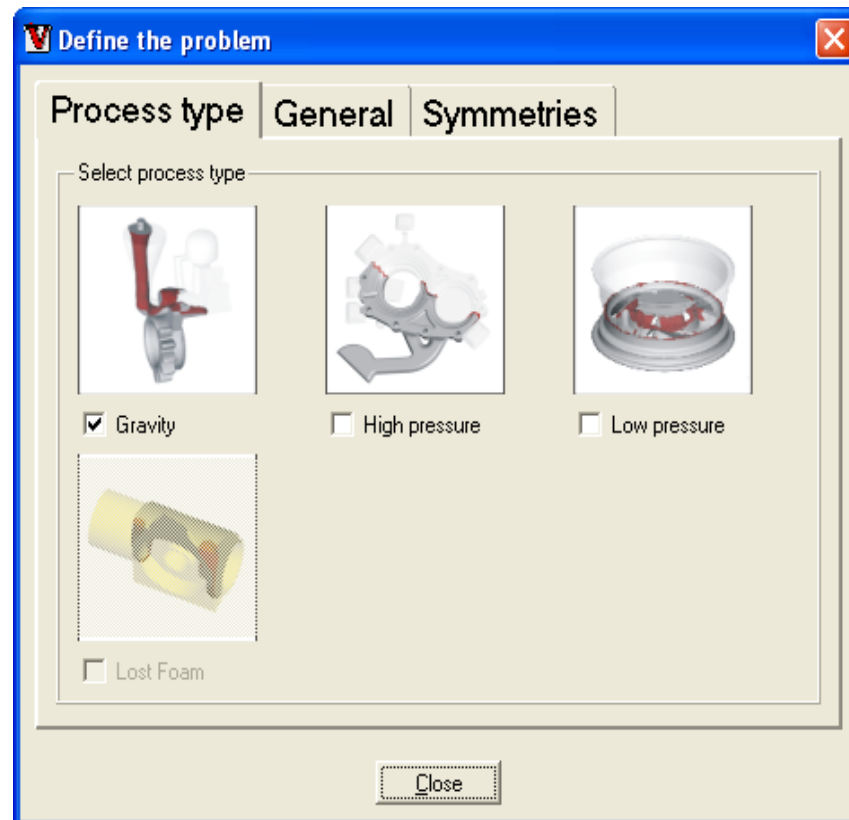 Define the problem
Process type General Symmetries
Select process type
Gravity High pressure Low pressure
Lost Foam
Close